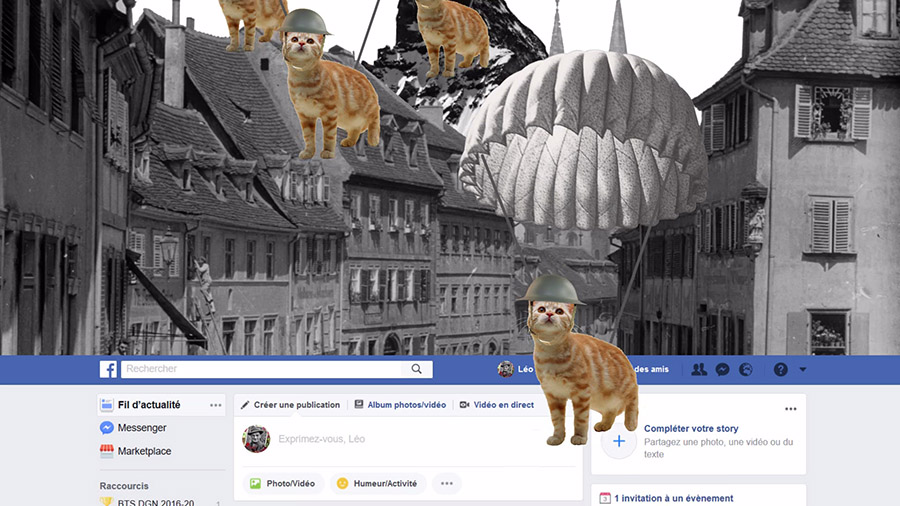 Rechercher
Léo
des amis
Fil d'actualité
Messenger
Marketplace
Raccourcis
BTS DGN 2016-20
1
Créer une publication
Album photos/vidéo
Vidéo en direct
Exprimez-vous, Léo
Photo/Vidéo
Humeur/Activité
Compléter votre story
Partagez une photo, une vidéo ou du
texte
3
1 invitation à un évènement